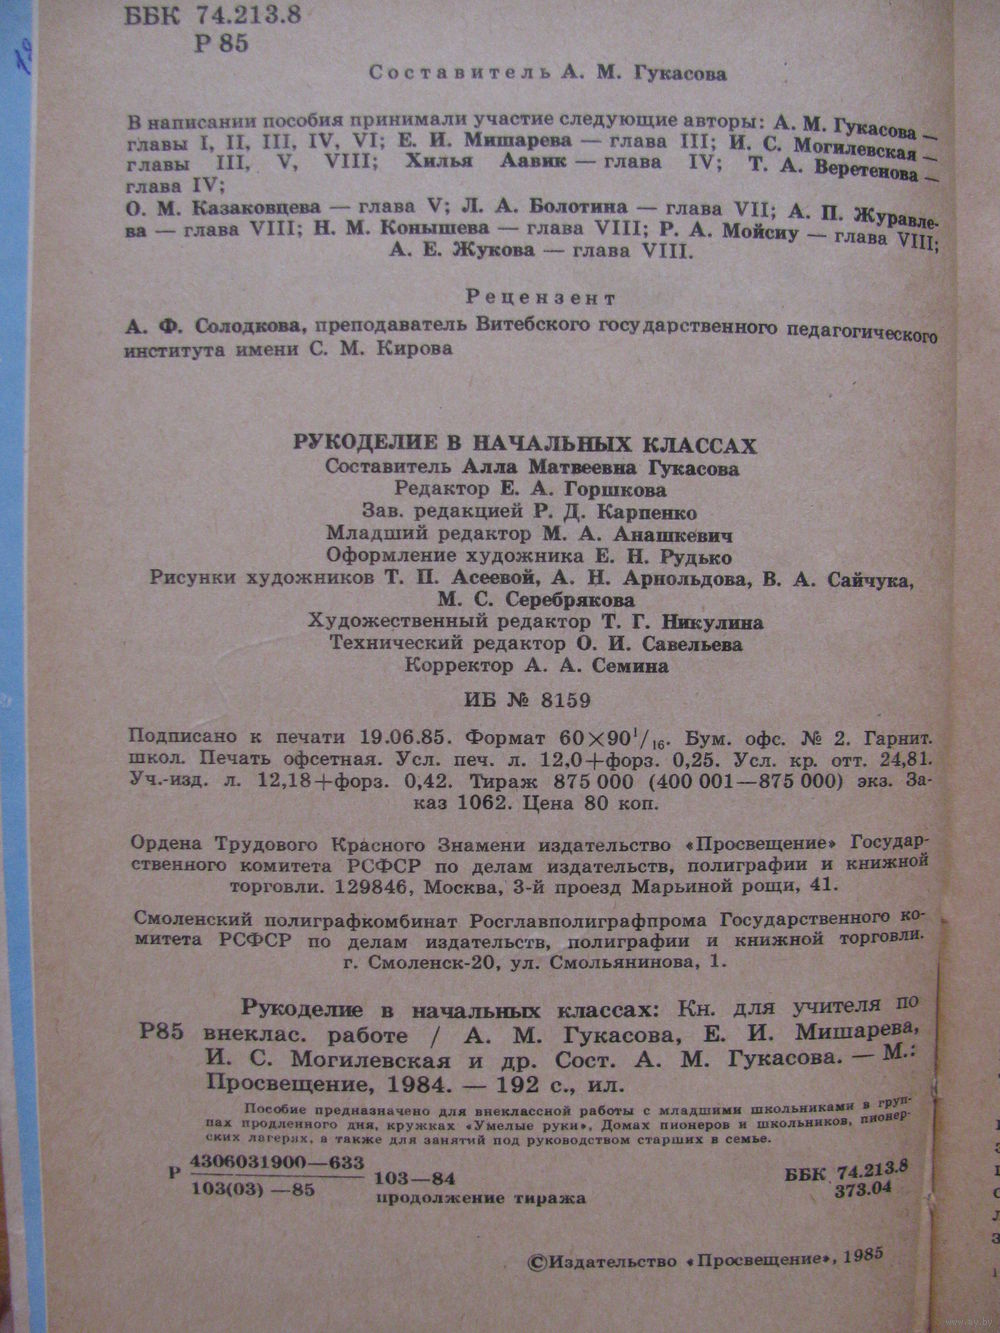 ББК 74.213.8
Р 85
Составитель А. М. Гукасова
В написании пособия принимали участие следующие авторы: А. М. Гукасова —
главы I, II, III, IV, VI; Е. И. Мишарева — глава III; И. С. Могилевская —
главы III, V, VIII; Хилья Аавик — глава IV; Т. А. Веретенова —
глава IV;
О. М. Казаковцева — глава V; Л. А. Болотина — глава VII; А. П. Журавле-
ва — глава VIII; Н. М. Конышева — глава VIII; Р. А. Мойсиу — глава VIII;
А. Е. Жукова — глава VIII.
Рецензент
А. Ф. Солодкова, преподаватель Витебского государственного педагогического
института имени С. М. Кирова
РУКОДЕЛИЕ В НАЧАЛЬНЫХ КЛАССАХ
Составитель Алла Матвеевна Гукасова
Редактор Е. А. Горшкова
Зав. редакцией Р. Д. Карпенко
Младший редактор М. А. Анашкевич
Оформление художника Е. Н. Рудько
Рисунки художников Т. П. Асеевой, А. Н. Арнольдова, В. А. Сайчука,
М. С. Серебрякова
Художественный редактор Т. Г. Никулина
Технический редактор О. И. Савельева
Корректор А. А. Семина
ИБ № 8159
Подписано к печати 19.06.85. Формат 60×90¹/₁₆. Бум. офс. № 2. Гарнит.
школ. Печать офсетная. Усл. печ. л. 12,0+форз. 0,25. Усл. кр. отт. 24,81.
Уч.-изд. л. 12,18+форз. 0,42. Тираж 875 000 (400 001—875 000) экз. За-
каз 1062. Цена 80 коп.
Ордена Трудового Красного Знамени издательство «Просвещение» Государ-
ственного комитета РСФСР по делам издательств, полиграфии и книжной
торговли. 129846, Москва, 3-й проезд Марьиной рощи, 41.
Смоленский полиграфкомбинат Росглавполиграфпрома Государственного ко-
митета РСФСР по делам издательств, полиграфии и книжной торговли.
г. Смоленск-20, ул. Смольянинова, 1.
Рукоделие в начальных классах: Кн. для учителя по
Р85 внеклас. работе / А. М. Гукасова, Е. И. Мишарева,
И. С. Могилевская и др. Сост. А. М. Гукасова. — М.:
Просвещение, 1984. — 192 с., ил.
Пособие предназначено для внеклассной работы с младшими школьниками в груп-
пах продленного дня, кружках «Умелые руки», Домах пионеров и школьников, пионер-
ских лагерях, а также для занятий под руководством старших в семье.
Р 4306031900—633
103(03) —85
103—84
продолжение тиража
ББК 74.213.8
373.04
©Издательство «Просвещение», 1985
www.ay.by